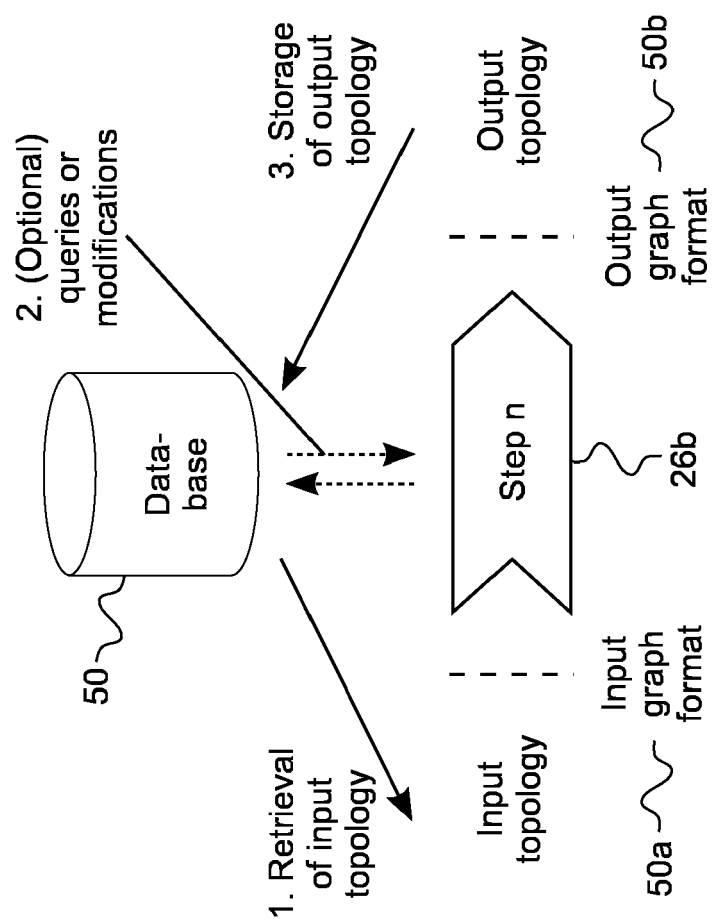 2. (Optional)
queries or
modifications
50
Data-
base
1. Retrieval
of input
topology
3. Storage
of output
topology
Input
topology
Step n
Output
topology
50a
Input
graph
format
26b
Output
graph
format
50b